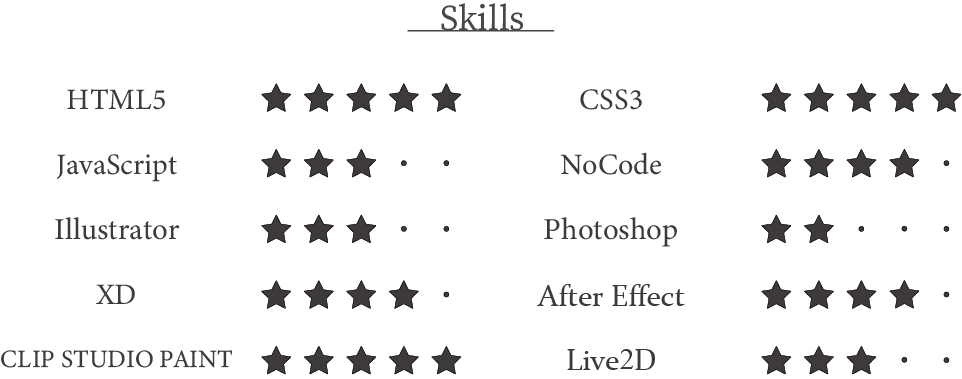 Skills
HTML5 ★★★★★ CSS3 ★★★★★
JavaScript ★★★・・ NoCode ★★★★・
Illustrator ★★★・・ Photoshop ★★・・・
XD ★★★★・ After Effect ★★★★・
CLIP STUDIO PAINT ★★★★★ Live2D ★★★・・